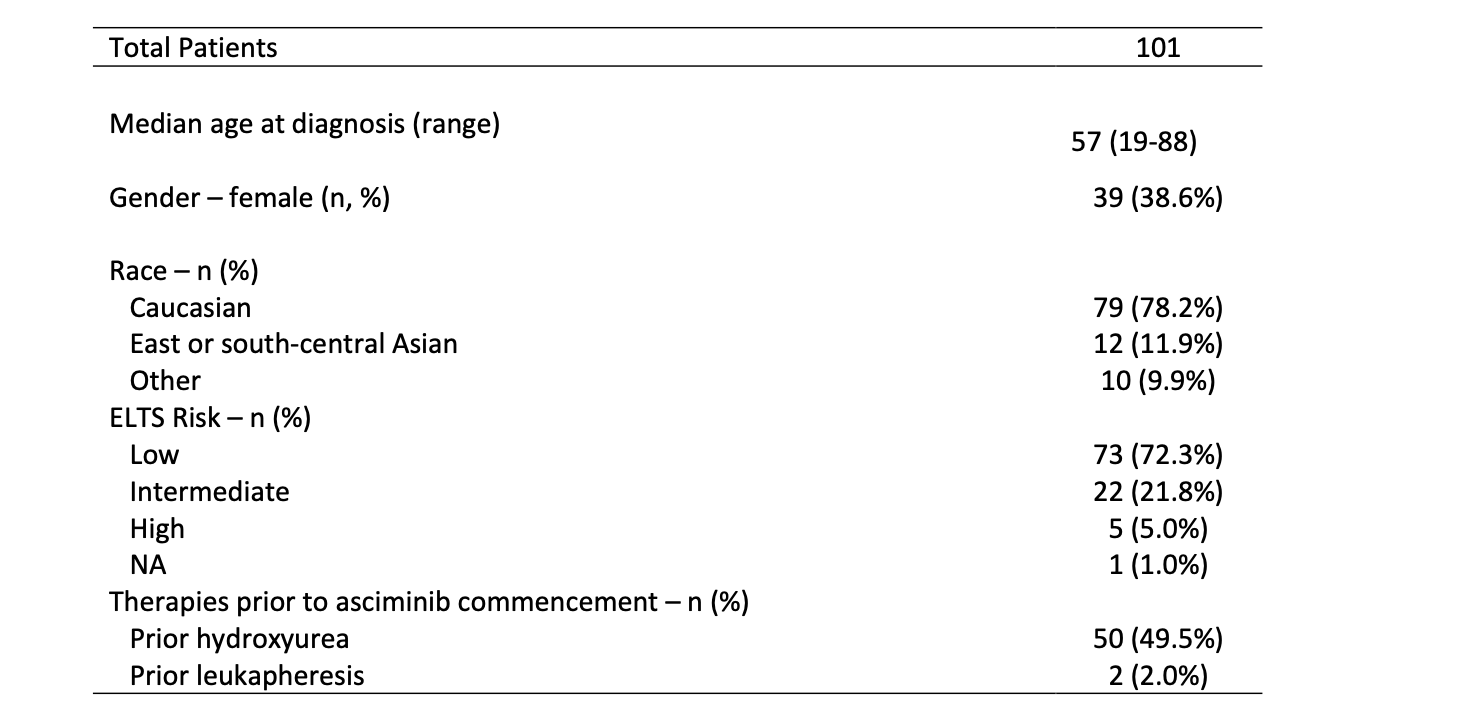 Total Patients 101
Median age at diagnosis (range) 57 (19-88)
Gender – female (n, %) 39 (38.6%)
Race – n (%)
Caucasian 79 (78.2%)
East or south-central Asian 12 (11.9%)
Other 10 (9.9%)
ELTS Risk – n (%)
Low 73 (72.3%)
Intermediate 22 (21.8%)
High 5 (5.0%)
NA 1 (1.0%)
Therapies prior to asciminib commencement – n (%)
Prior hydroxyurea 50 (49.5%)
Prior leukapheresis 2 (2.0%)